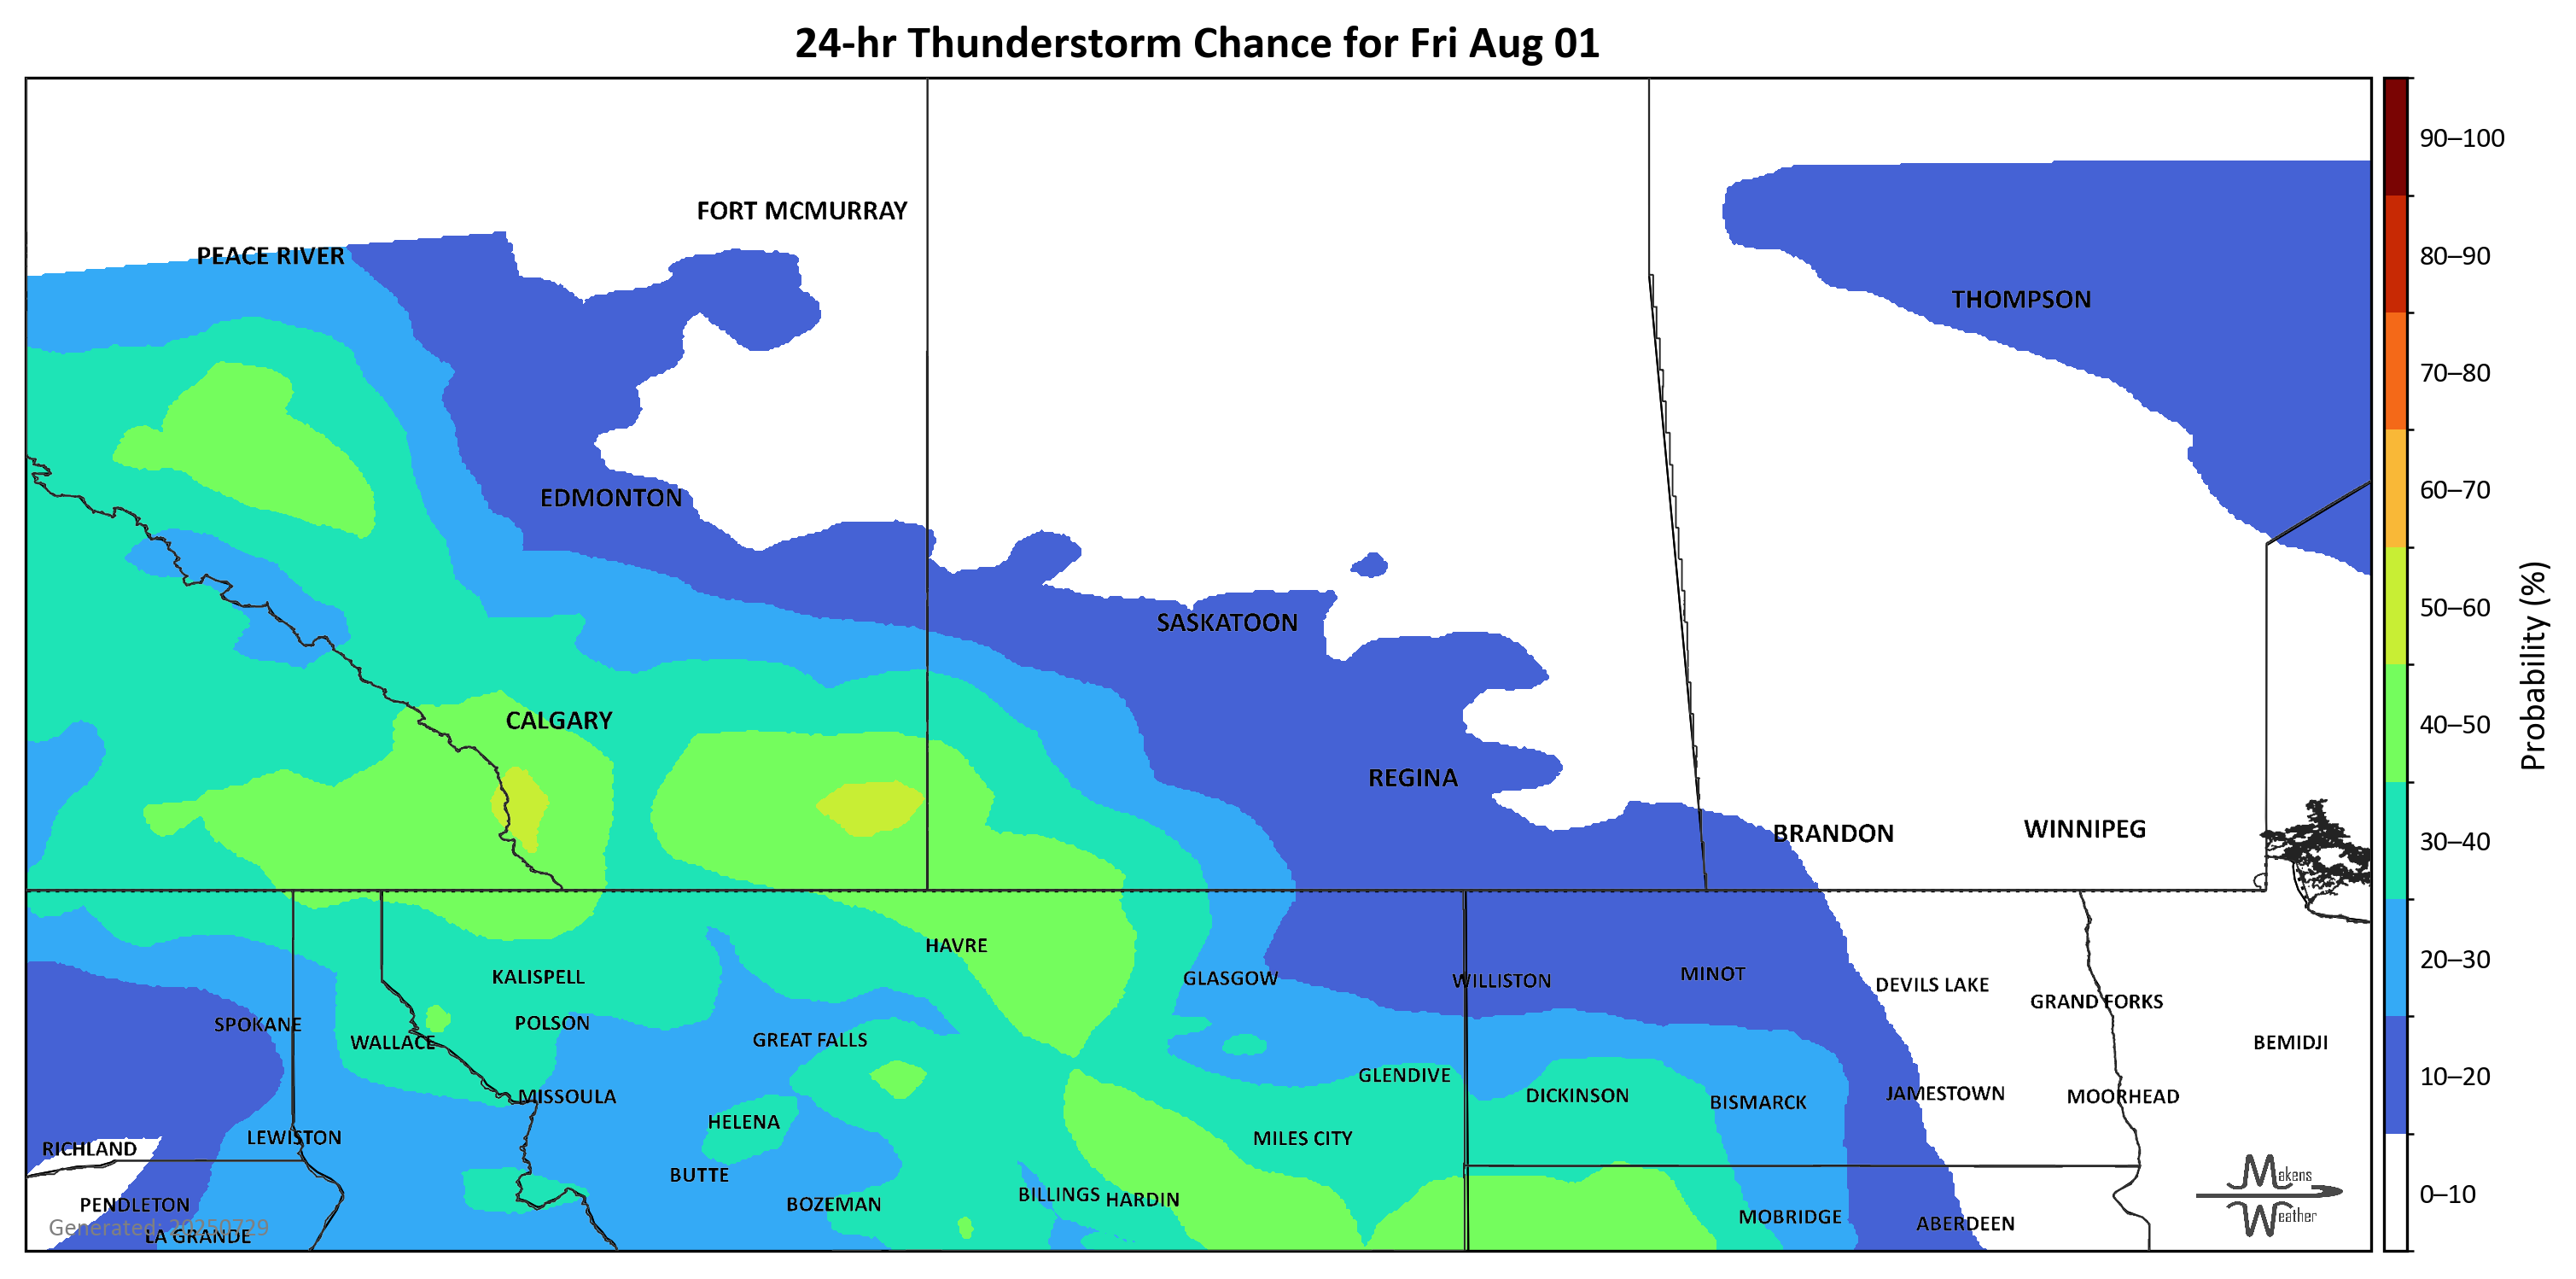 24-hr Thunderstorm Chance for Fri Aug 01
90–100
FORT MCMURRAY
PEACE RIVER
80–90
THOMPSON
70–80
60–70
EDMONTON
50–60
SASKATOON
Probability (%)
CALGARY
40–50
REGINA
BRANDON
WINNIPEG
30–40
HAVRE
20–30
KALISPELL
GLASGOW
WILLISTON
MINOT
DEVILS LAKE
GRAND FORKS
SPOKANE
POLSON
WALLACE
GREAT FALLS
BEMIDJI
GLENDIVE
10–20
MISSOULA
DICKINSON
BISMARCK
JAMESTOWN
MOORHEAD
HELENA
LEWISTON
MILES CITY
RICHLAND
BUTTE
Makens
Weather
0–10
BILLINGS
HARDIN
PENDLETON
BOZEMAN
MOBRIDGE
ABERDEEN
Generated: 20250729
LA GRANDE